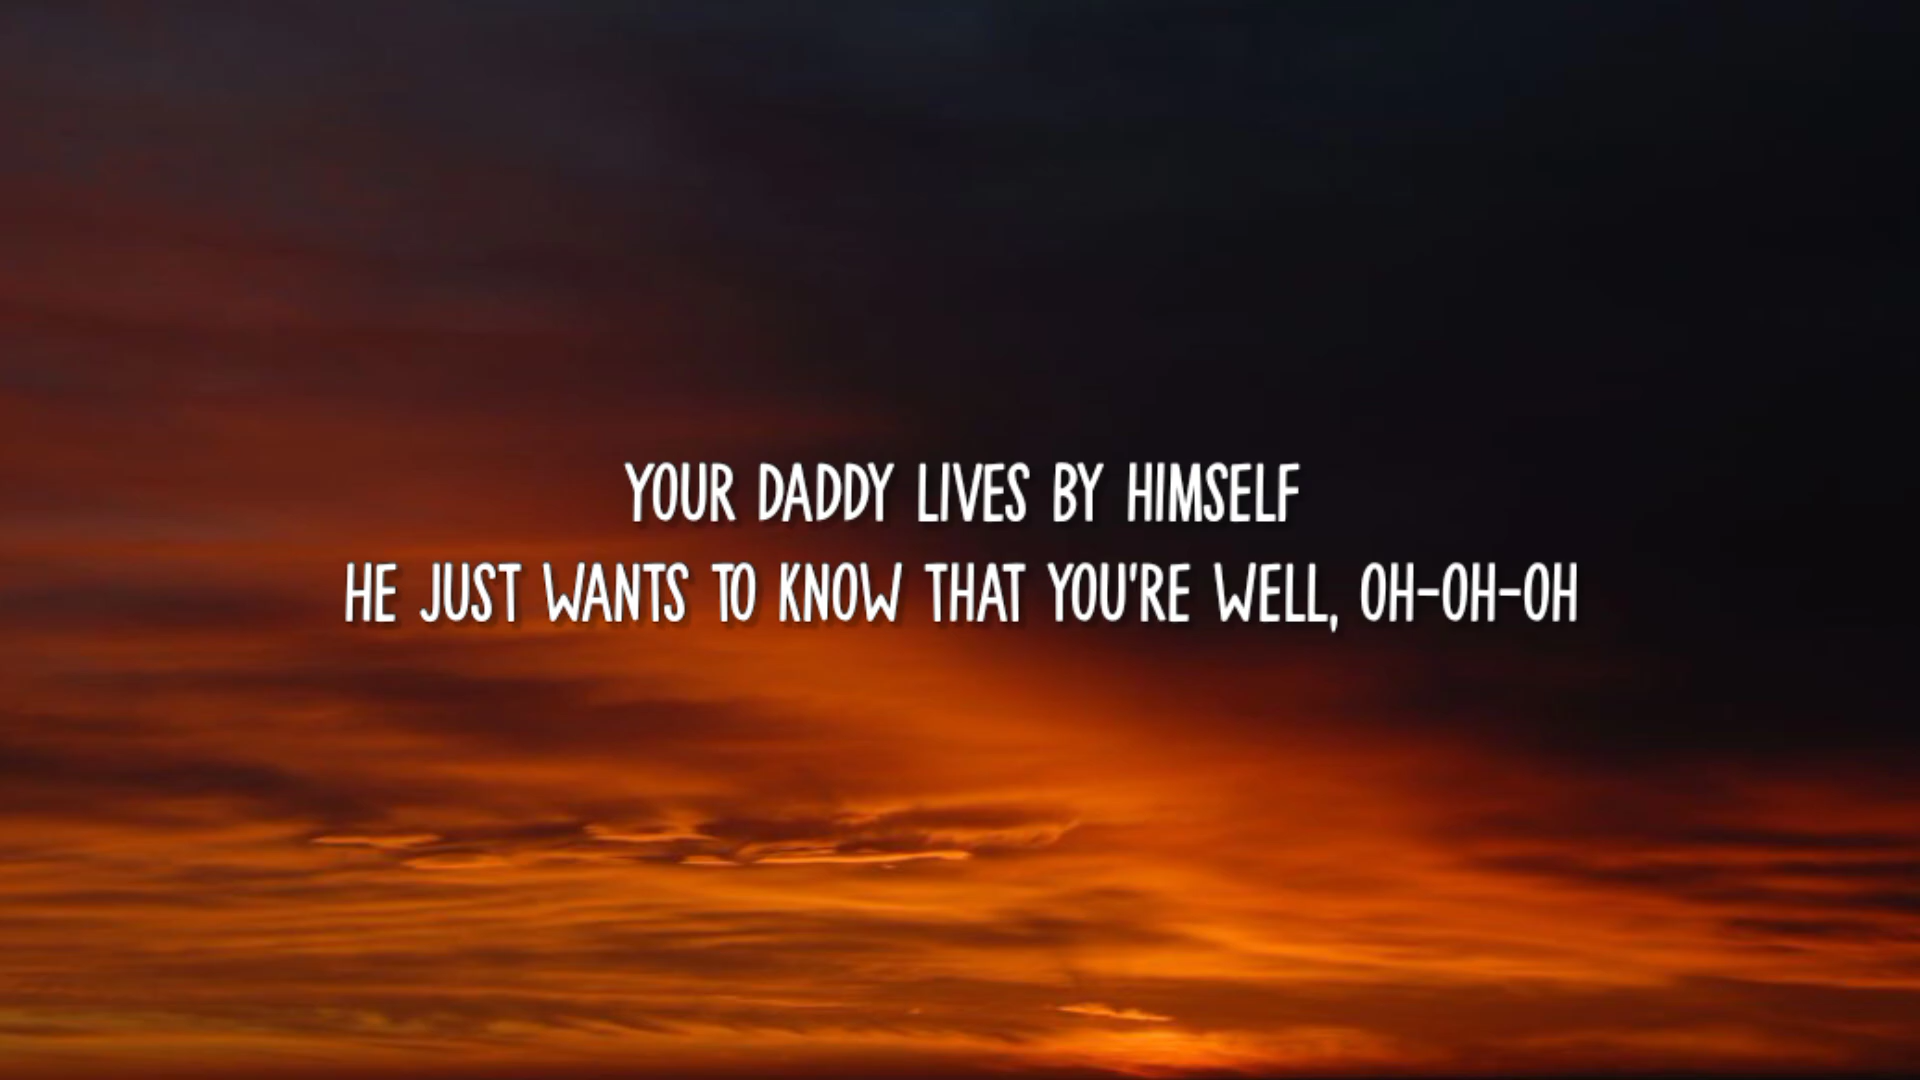 YOUR DADDY LIVES BY HIMSELF
HE JUST WANTS TO KNOW THAT YOU'RE WELL, OH-OH-OH